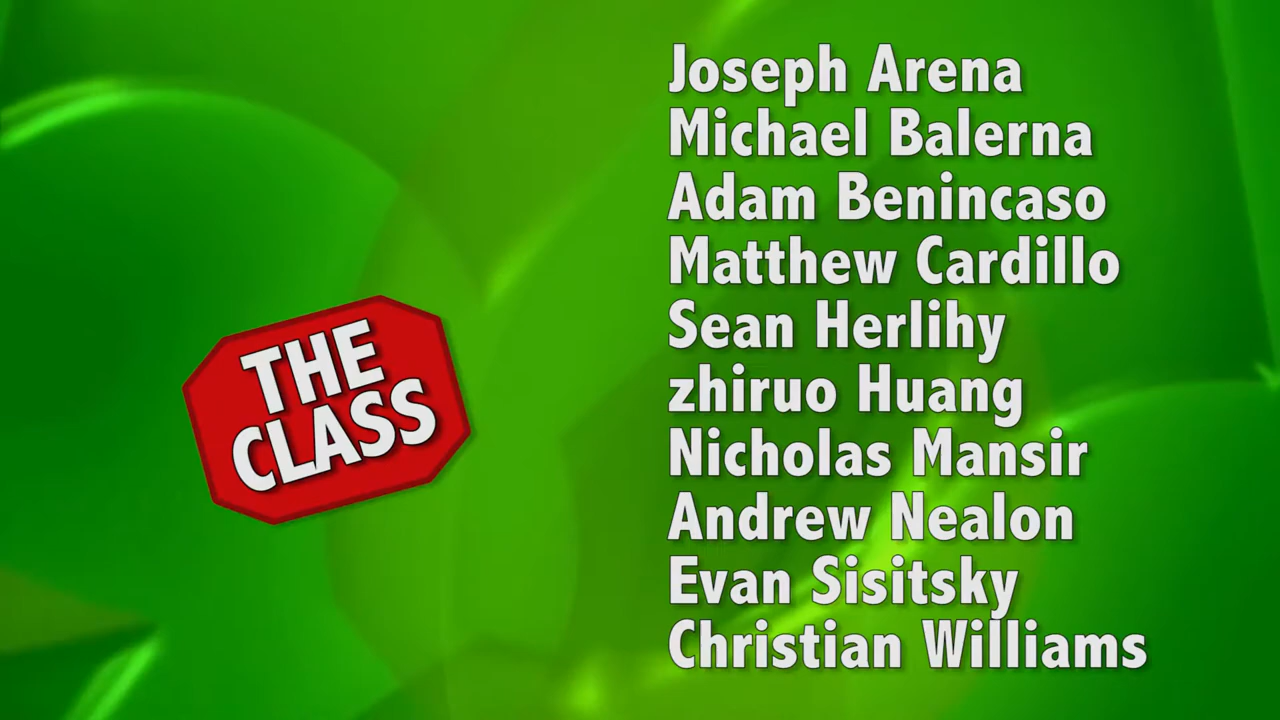 THE
CLASS
Joseph Arena
Michael Balerna
Adam Benincaso
Matthew Cardillo
Sean Herlihy
zhiruo Huang
Nicholas Mansir
Andrew Nealon
Evan Sisitsky
Christian Williams